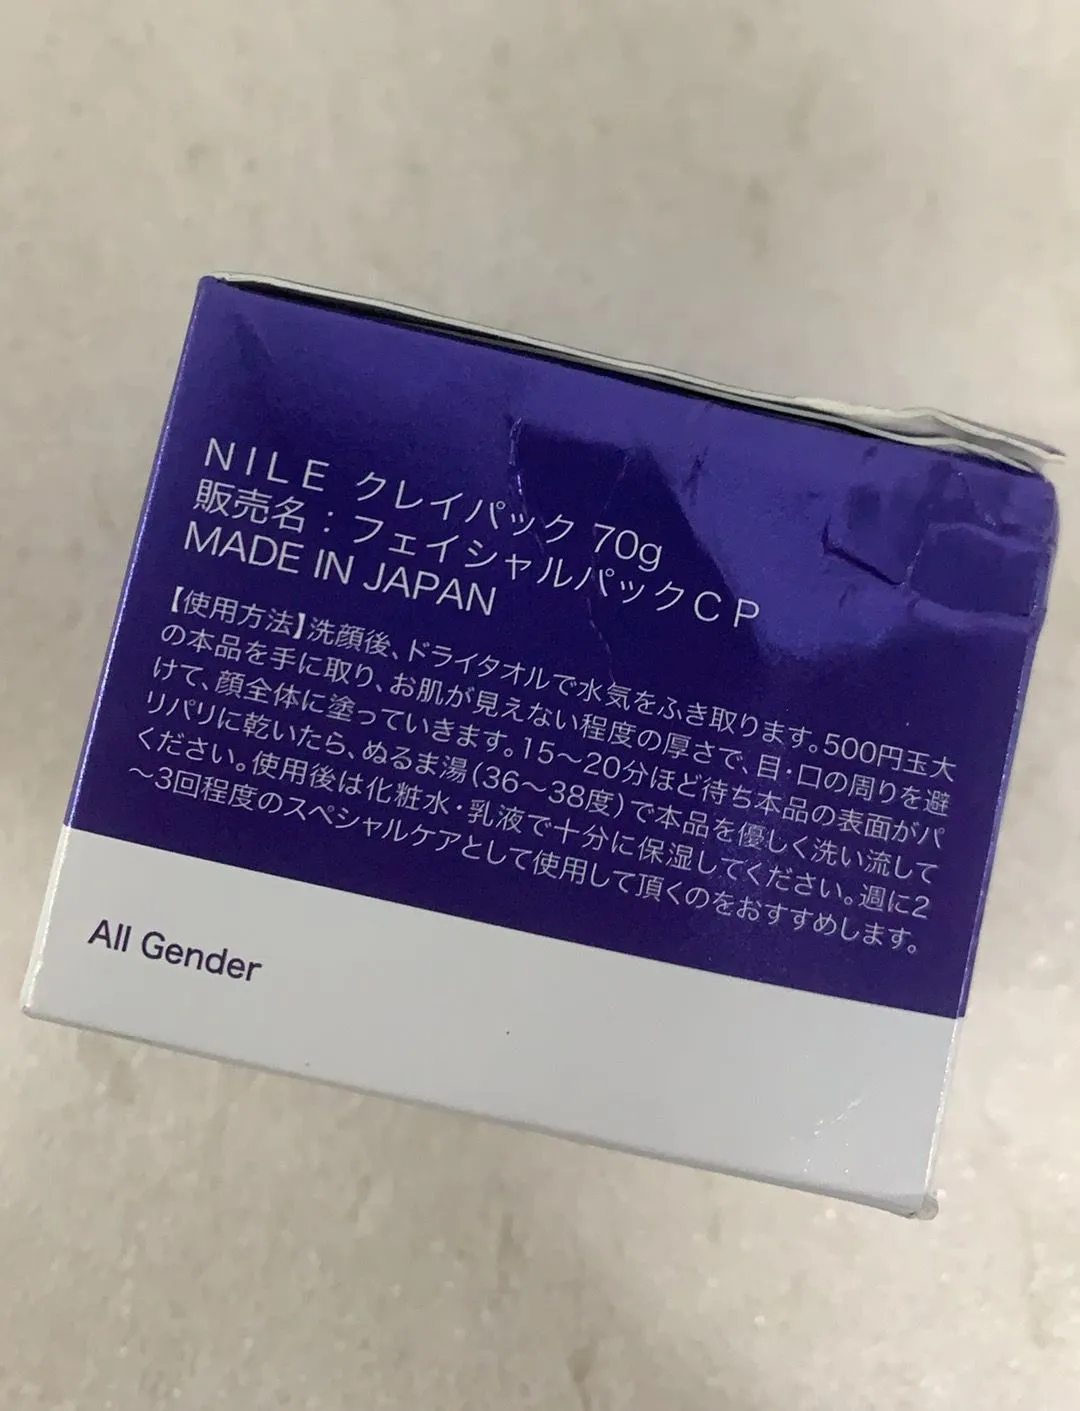 NILE クレイパック 70g
販売名：フェイシャルパックCP
MADE IN JAPAN
【使用方法】洗顔後、ドライタオルで水気をふき取ります。500円玉大
の本品を手に取り、お肌が見えない程度の厚さで、目・口の周りを避
けて、顔全体に塗っていきます。15～20分ほど待ち本品の表面がパ
リパリに乾いたら、ぬるま湯(36～38度)で本品を優しく洗い流して
ください。使用後は化粧水・乳液で十分に保湿してください。週に2
～3回程度のスペシャルケアとして使用して頂くのをおすすめします。
All Gender